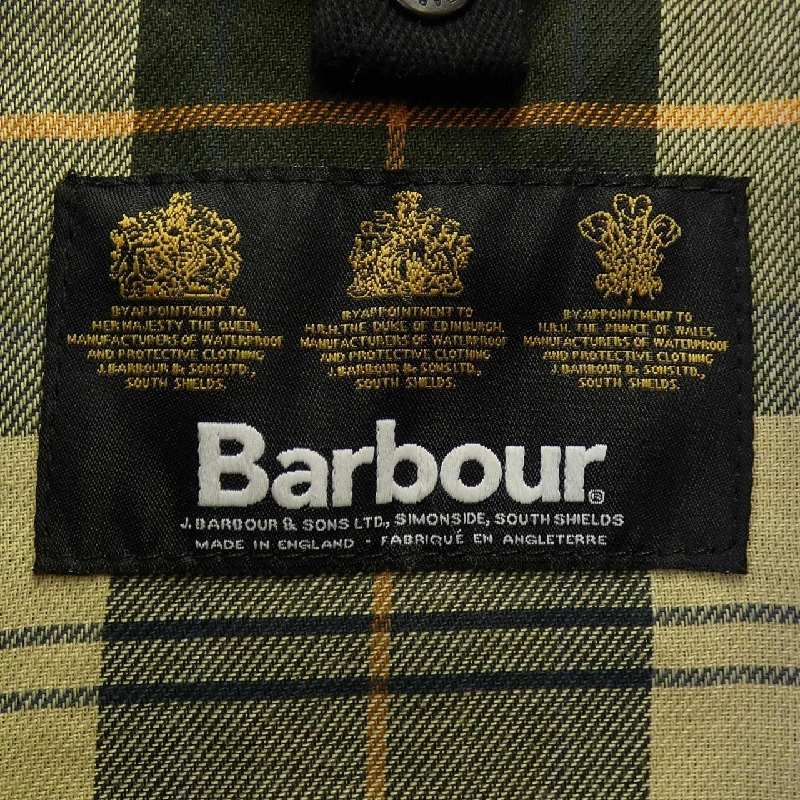 BY APPOINTMENT TO
HER MAJESTY THE QUEEN.
MANUFACTURERS OF WATERPROOF
AND PROTECTIVE CLOTHING
J. BARBOUR & SONS LTD.,
SOUTH SHIELDS.
BY APPOINTMENT TO
H.R.H. THE DUKE OF EDINBURGH.
MANUFACTURERS OF WATERPROOF
AND PROTECTIVE CLOTHING
J. BARBOUR & SONS LTD.,
SOUTH SHIELDS.
BY APPOINTMENT TO
H.R.H. THE PRINCE OF WALES.
MANUFACTURERS OF WATERPROOF
AND PROTECTIVE CLOTHING
J. BARBOUR & SONS LTD.,
SOUTH SHIELDS.
Barbour®
J. BARBOUR & SONS LTD., SIMONSIDE, SOUTH SHIELDS
MADE IN ENGLAND - FABRIQUÉ EN ANGLETERRE